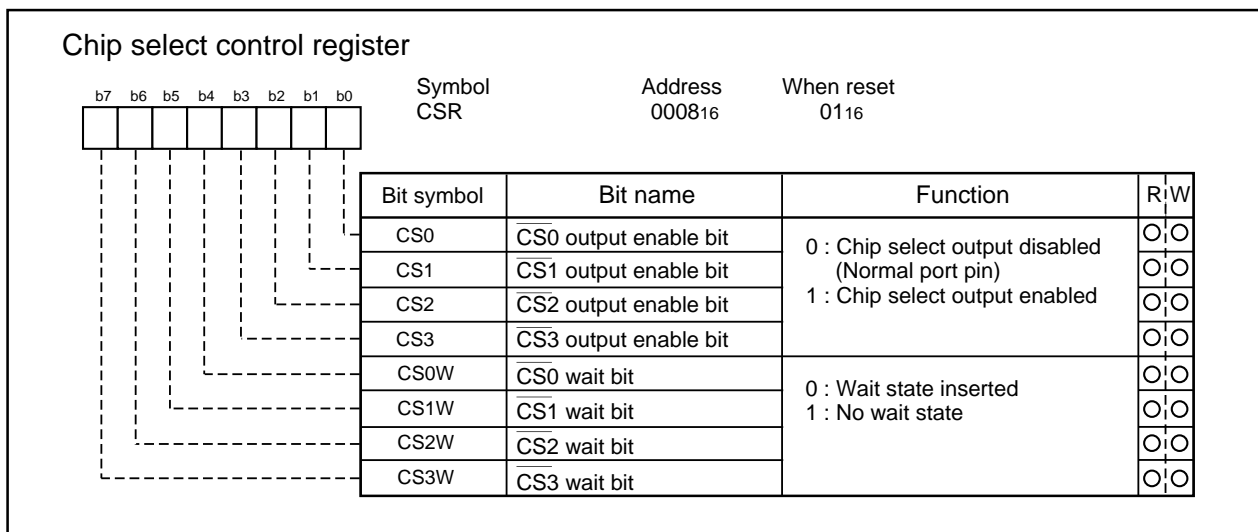 Chip select control register
Symbol Address When reset
b7 b6 b5 b4 b3 b2 b1 b0
CSR 000816 0116
Bit symbol Bit name Function R W
CS0 CS0 output enable bit 0 : Chip select output disabled
(Normal port pin)
1 : Chip select output enabled
CS1 CS1 output enable bit
CS2 CS2 output enable bit
CS3 CS3 output enable bit
CS0W CS0 wait bit 0 : Wait state inserted
1 : No wait state
CS1W CS1 wait bit
CS2W CS2 wait bit
CS3W CS3 wait bit